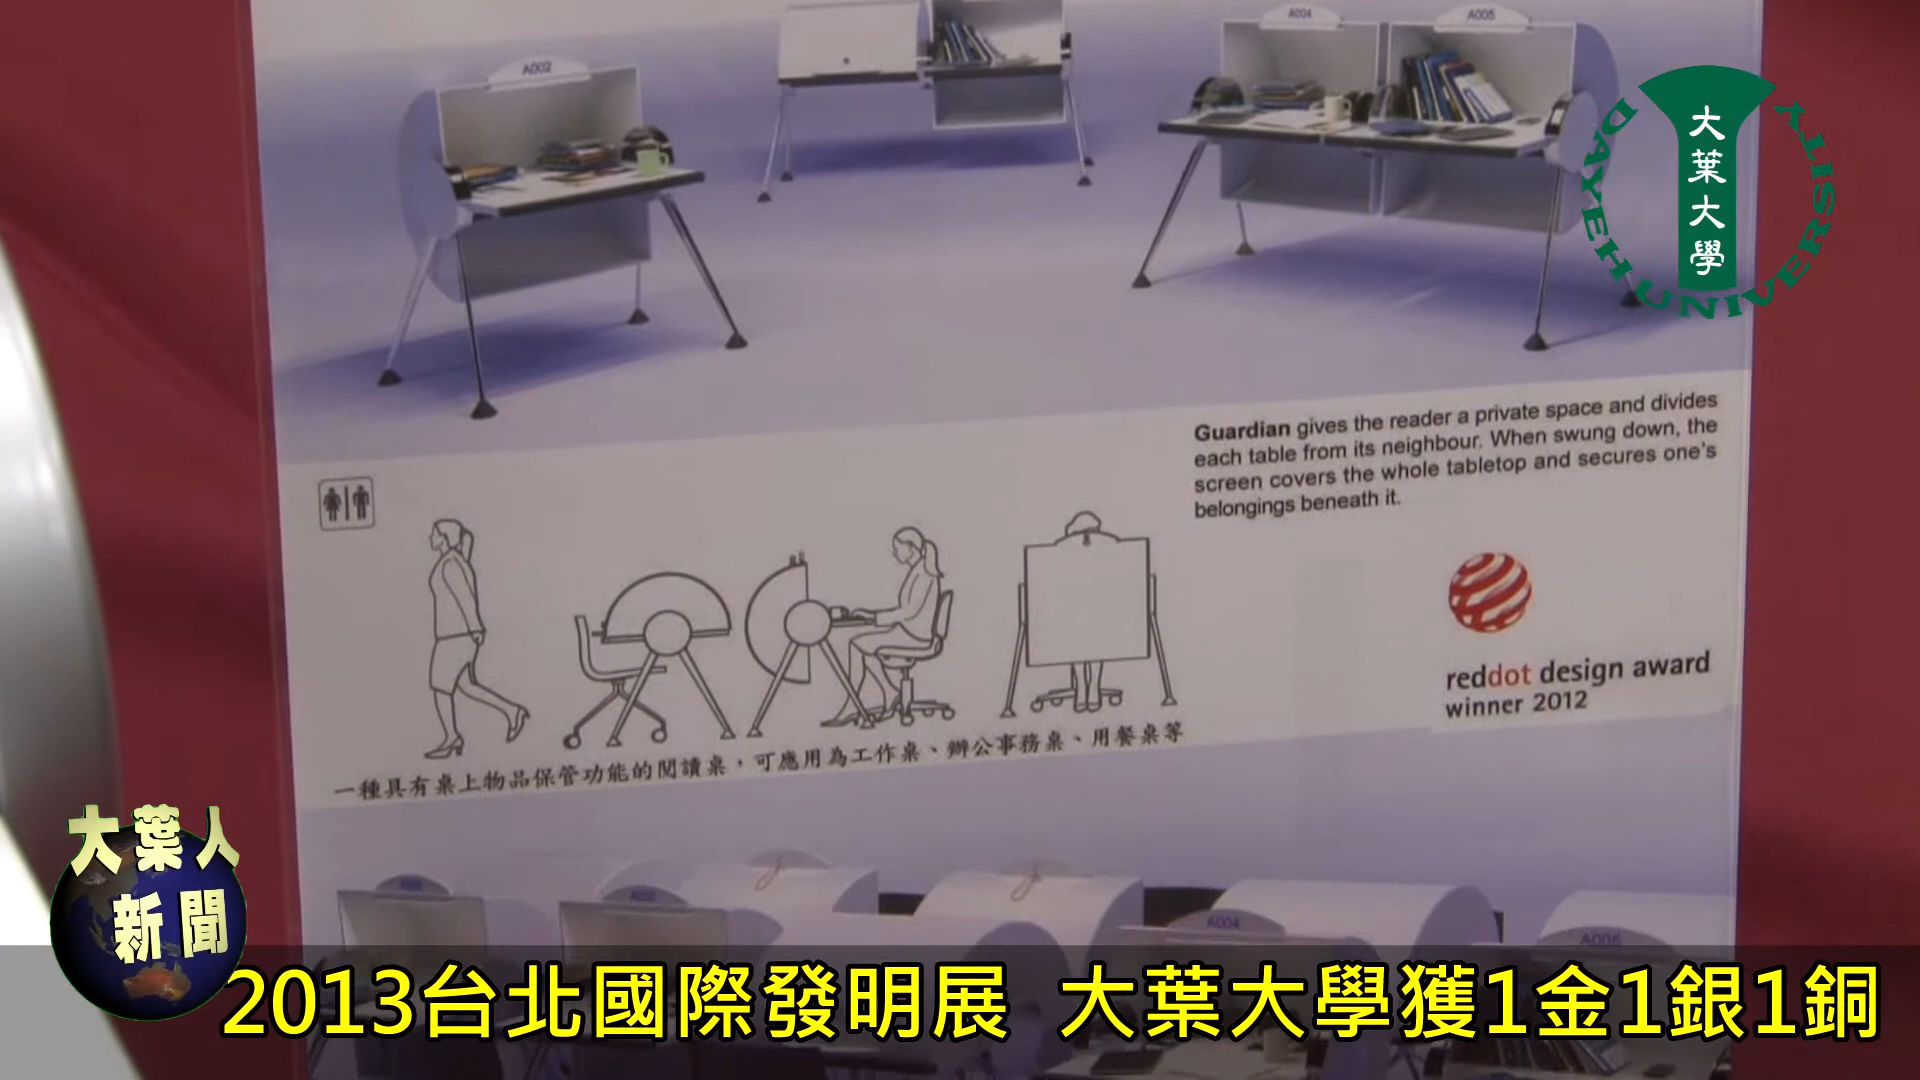 A002
A004
A005
大葉大學
DAYEH UNIVERSITY
Guardian gives the reader a private space and divides
each table from its neighbour. When swung down, the
screen covers the whole tabletop and secures one's
belongings beneath it.
reddot design award
winner 2012
一種具有桌上物品保管功能的閱讀桌，可應用為工作桌、辦公事務桌、用餐桌等
A004
大葉人
新聞
2013台北國際發明展 大葉大學獲1金1銀1銅